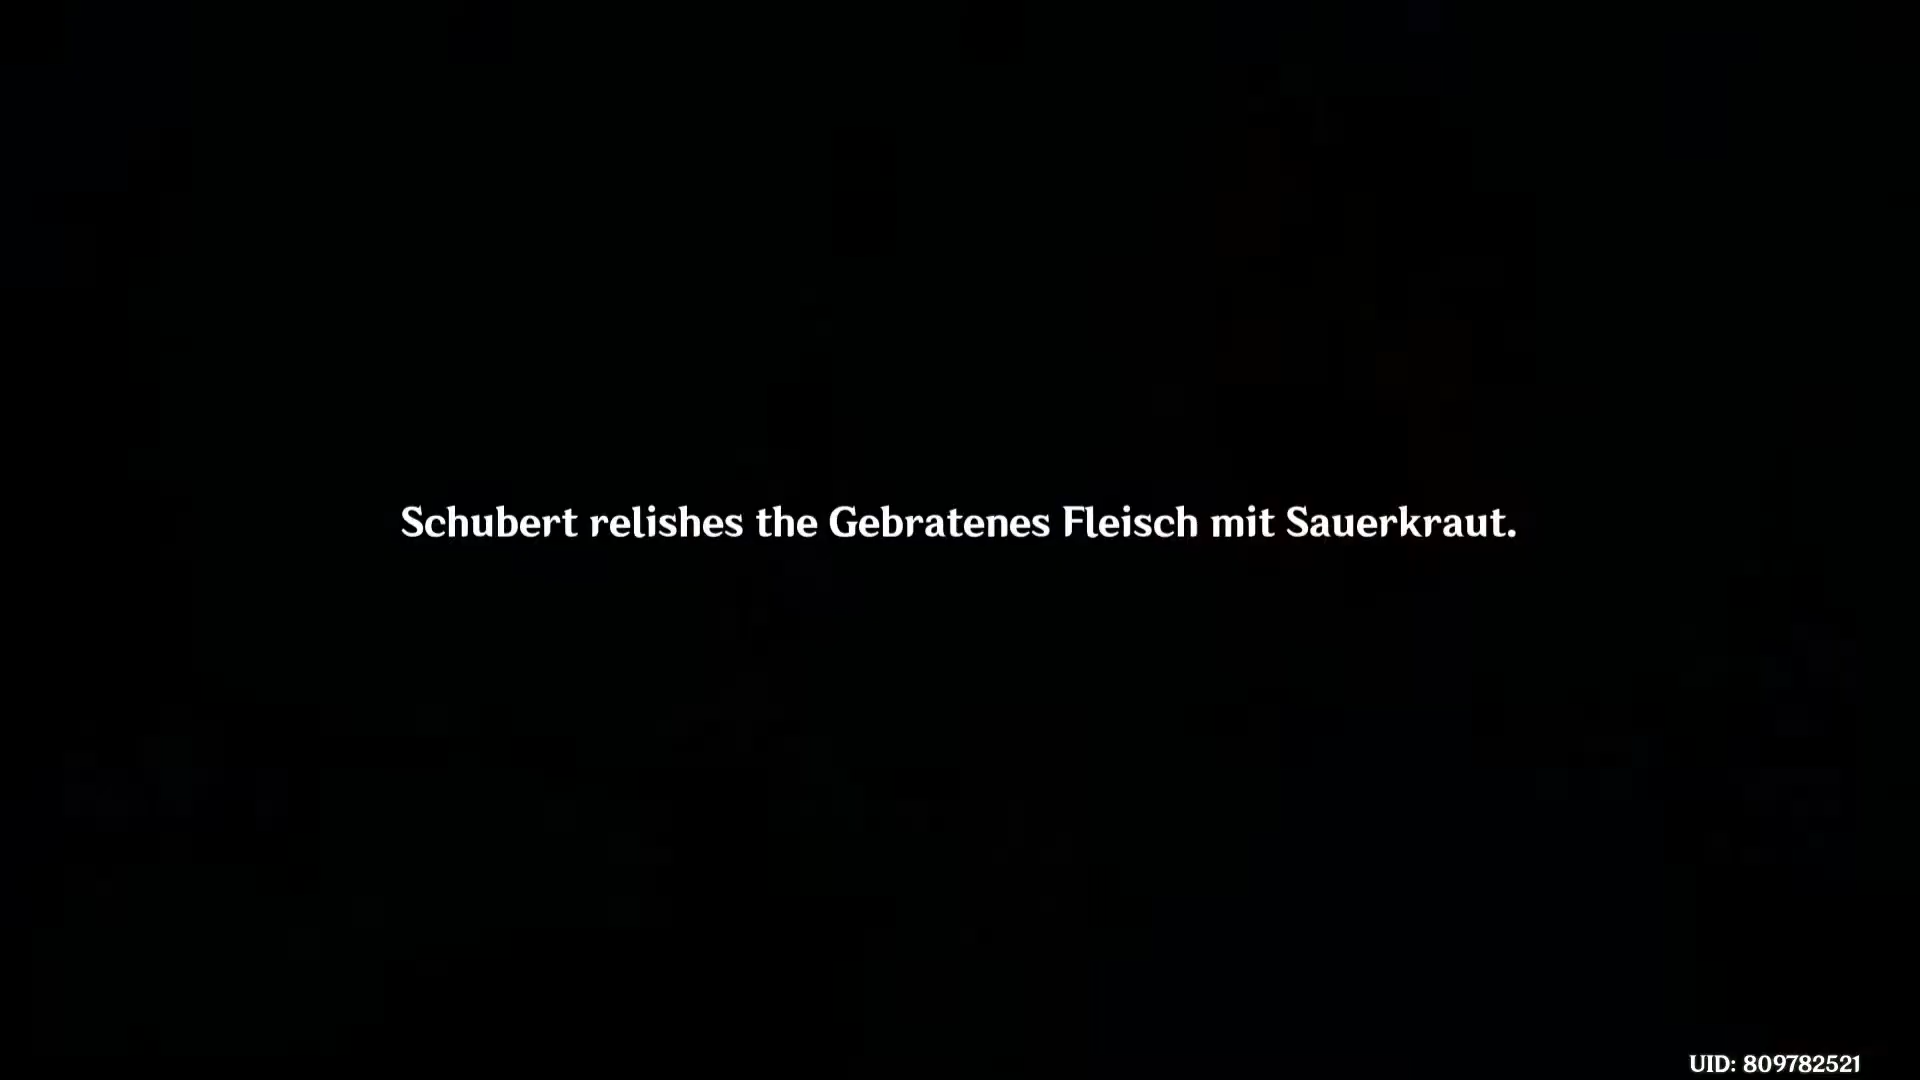 Schubert relishes the Gebratenes Fleisch mit Sauerkraut.
UID: 809782521